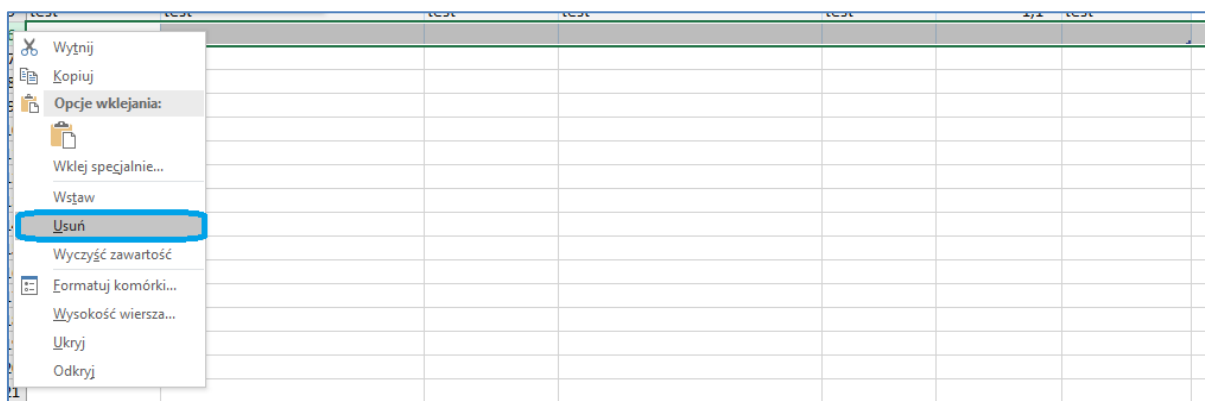 test test test test test 1,1 test
Wytnij
Kopiuj
Opcje wklejania:
Wklej specjalnie...
Wstaw
Usuń
Wyczyść zawartość
Formatuj komórki...
Wysokość wiersza...
Ukryj
Odkryj
21